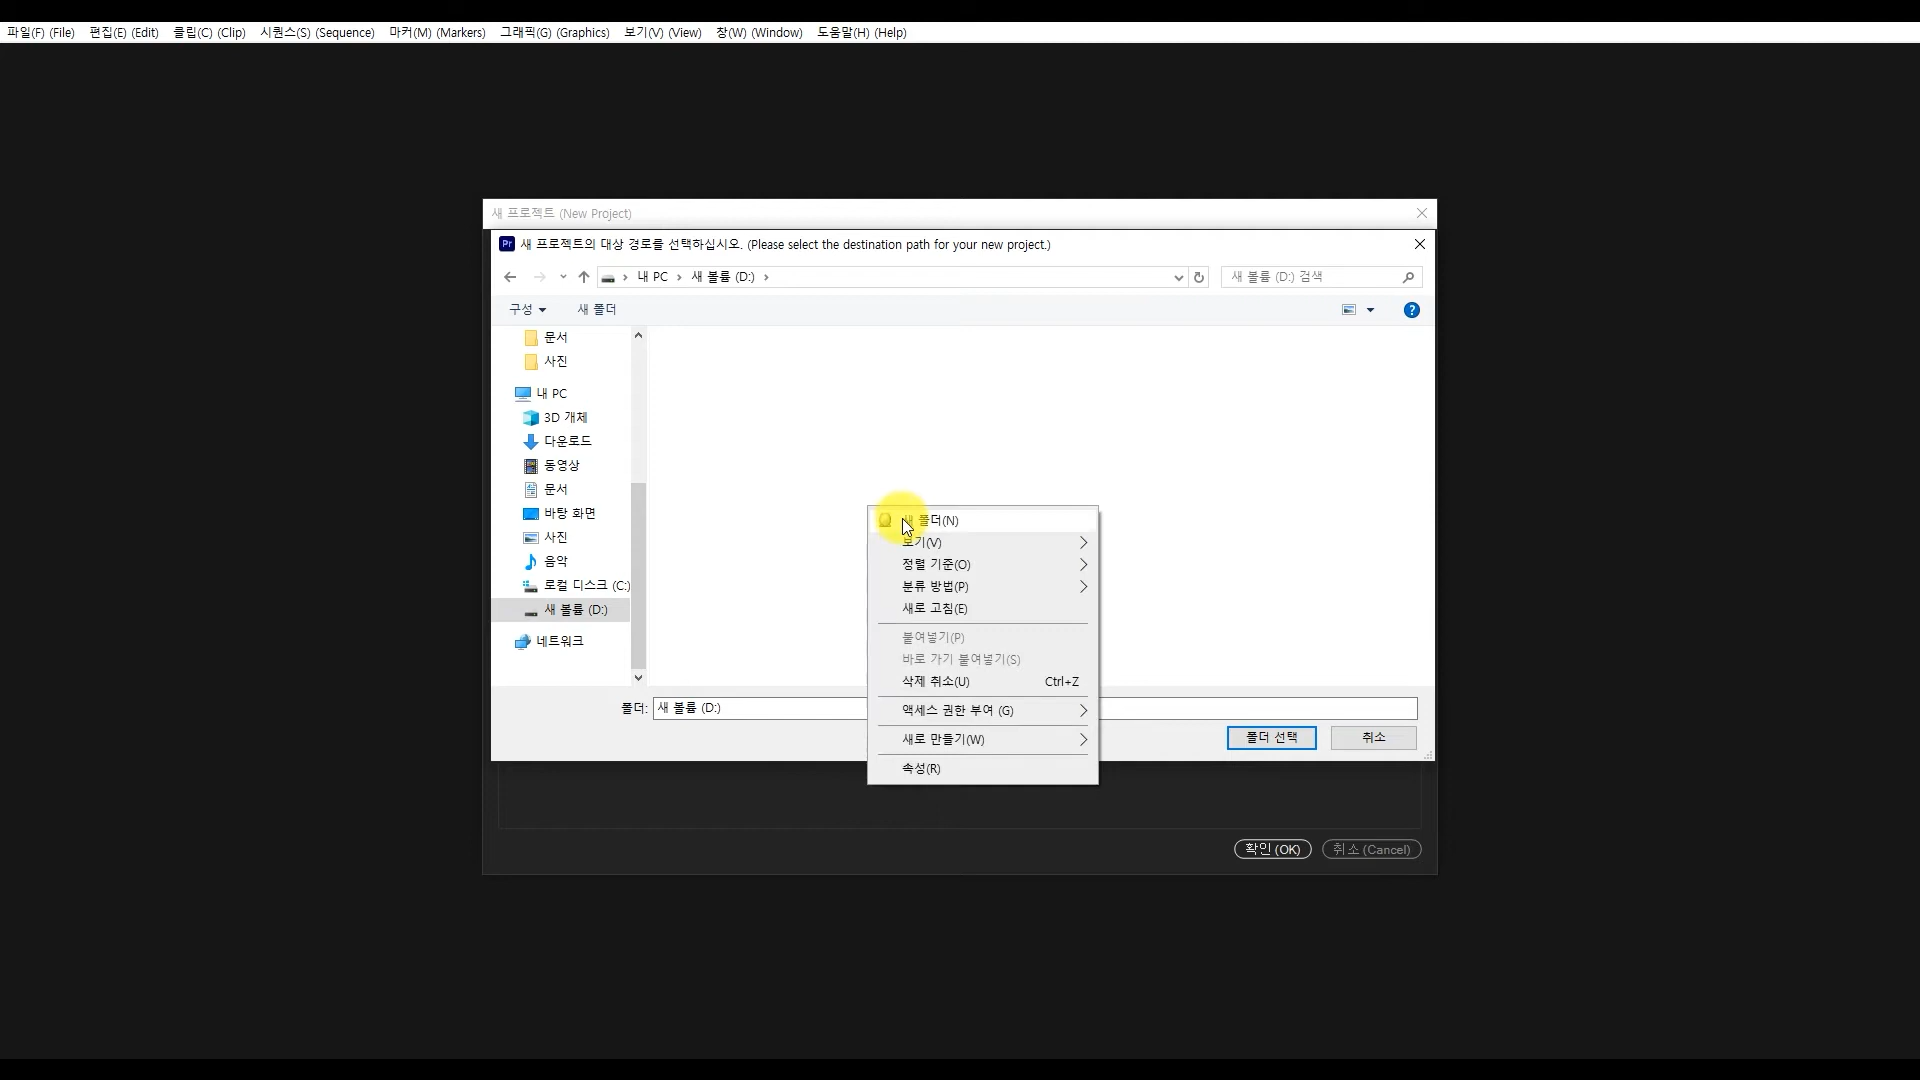 파일(F) (File) 편집(E) (Edit) 클립(C) (Clip) 시퀀스(S) (Sequence) 마커(M) (Markers) 그래픽(G) (Graphics) 보기(V) (View) 창(W) (Window) 도움말(H) (Help)
새 프로젝트 (New Project)
Pr 새 프로젝트의 대상 경로를 선택하십시오. (Please select the destination path for your new project.)
내 PC 새 볼륨 (D:)
새 볼륨 (D:) 검색
구성 새 폴더
문서
사진
내 PC
3D 개체
다운로드
동영상
문서
바탕 화면
사진
음악
로컬 디스크 (C:)
새 볼륨 (D:)
네트워크
새 폴더(N)
보기(V)
정렬 기준(O)
분류 방법(P)
새로 고침(E)
붙여넣기(P)
바로 가기 붙여넣기(S)
삭제 취소(U) Ctrl+Z
액세스 권한 부여 (G)
새로 만들기(W)
속성(R)
폴더: 새 볼륨 (D:)
폴더 선택 취소
확인 (OK) 취소 (Cancel)